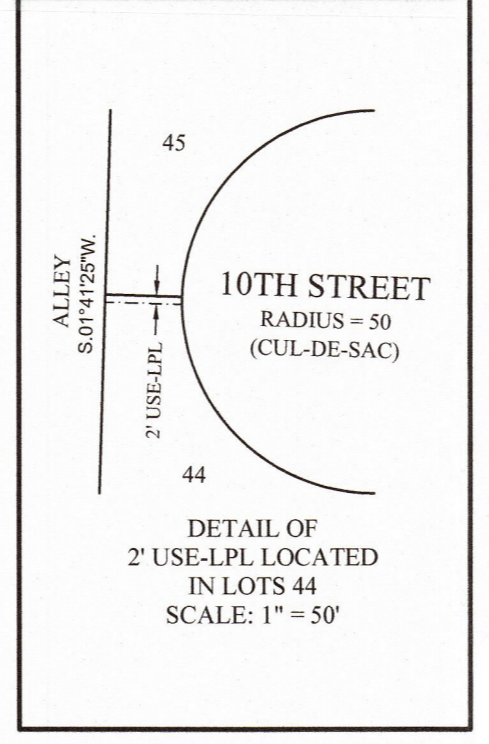 45
ALLEY
S.01°41'25"W.
10TH STREET
RADIUS = 50
(CUL-DE-SAC)
2' USE-LPL
44
DETAIL OF
2' USE-LPL LOCATED
IN LOTS 44
SCALE: 1" = 50'